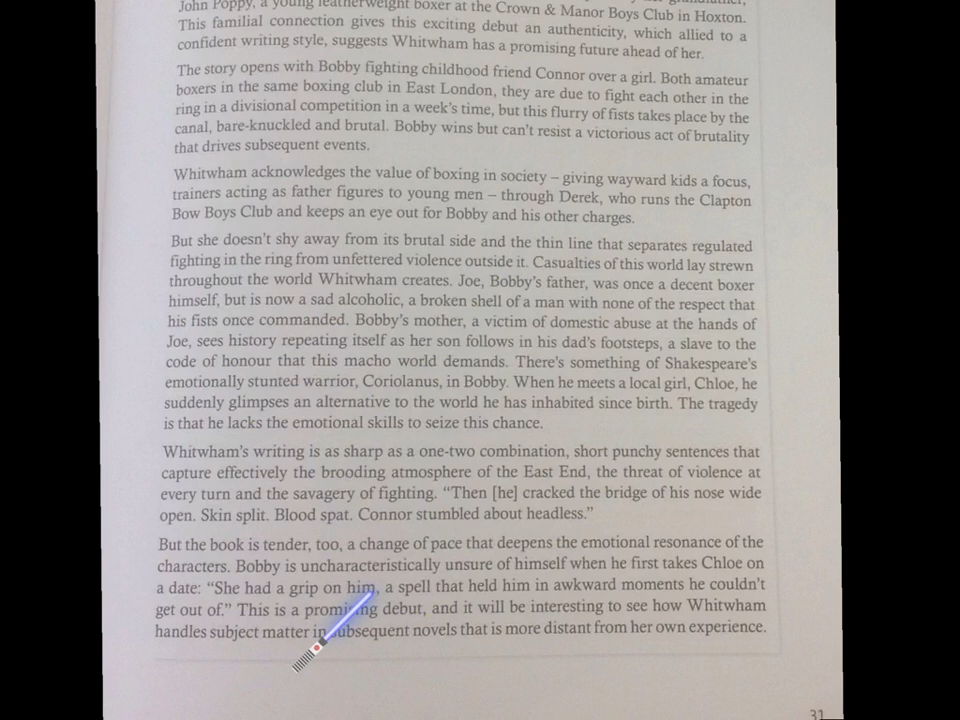 John Poppy, a young featherweight boxer at the Crown & Manor Boys Club in Hoxton.
This familial connection gives this exciting debut an authenticity, which allied to a
confident writing style, suggests Whitwham has a promising future ahead of her.
The story opens with Bobby fighting childhood friend Connor over a girl. Both amateur
boxers in the same boxing club in East London, they are due to fight each other in the
ring in a divisional competition in a week's time, but this flurry of fists takes place by the
canal, bare-knuckled and brutal. Bobby wins but can't resist a victorious act of brutality
that drives subsequent events.
Whitwham acknowledges the value of boxing in society – giving wayward kids a focus,
trainers acting as father figures to young men – through Derek, who runs the Clapton
Bow Boys Club and keeps an eye out for Bobby and his other charges.
But she doesn't shy away from its brutal side and the thin line that separates regulated
fighting in the ring from unfettered violence outside it. Casualties of this world lay strewn
throughout the world Whitwham creates. Joe, Bobby's father, was once a decent boxer
himself, but is now a sad alcoholic, a broken shell of a man with none of the respect that
his fists once commanded. Bobby's mother, a victim of domestic abuse at the hands of
Joe, sees history repeating itself as her son follows in his dad's footsteps, a slave to the
code of honour that this macho world demands. There's something of Shakespeare's
emotionally stunted warrior, Coriolanus, in Bobby. When he meets a local girl, Chloe, he
suddenly glimpses an alternative to the world he has inhabited since birth. The tragedy
is that he lacks the emotional skills to seize this chance.
Whitwham's writing is as sharp as a one-two combination, short punchy sentences that
capture effectively the brooding atmosphere of the East End, the threat of violence at
every turn and the savagery of fighting. "Then [he] cracked the bridge of his nose wide
open. Skin split. Blood spat. Connor stumbled about headless."
But the book is tender, too, a change of pace that deepens the emotional resonance of the
characters. Bobby is uncharacteristically unsure of himself when he first takes Chloe on
a date: "She had a grip on him, a spell that held him in awkward moments he couldn't
get out of." This is a promising debut, and it will be interesting to see how Whitwham
handles subject matter in subsequent novels that is more distant from her own experience.
31